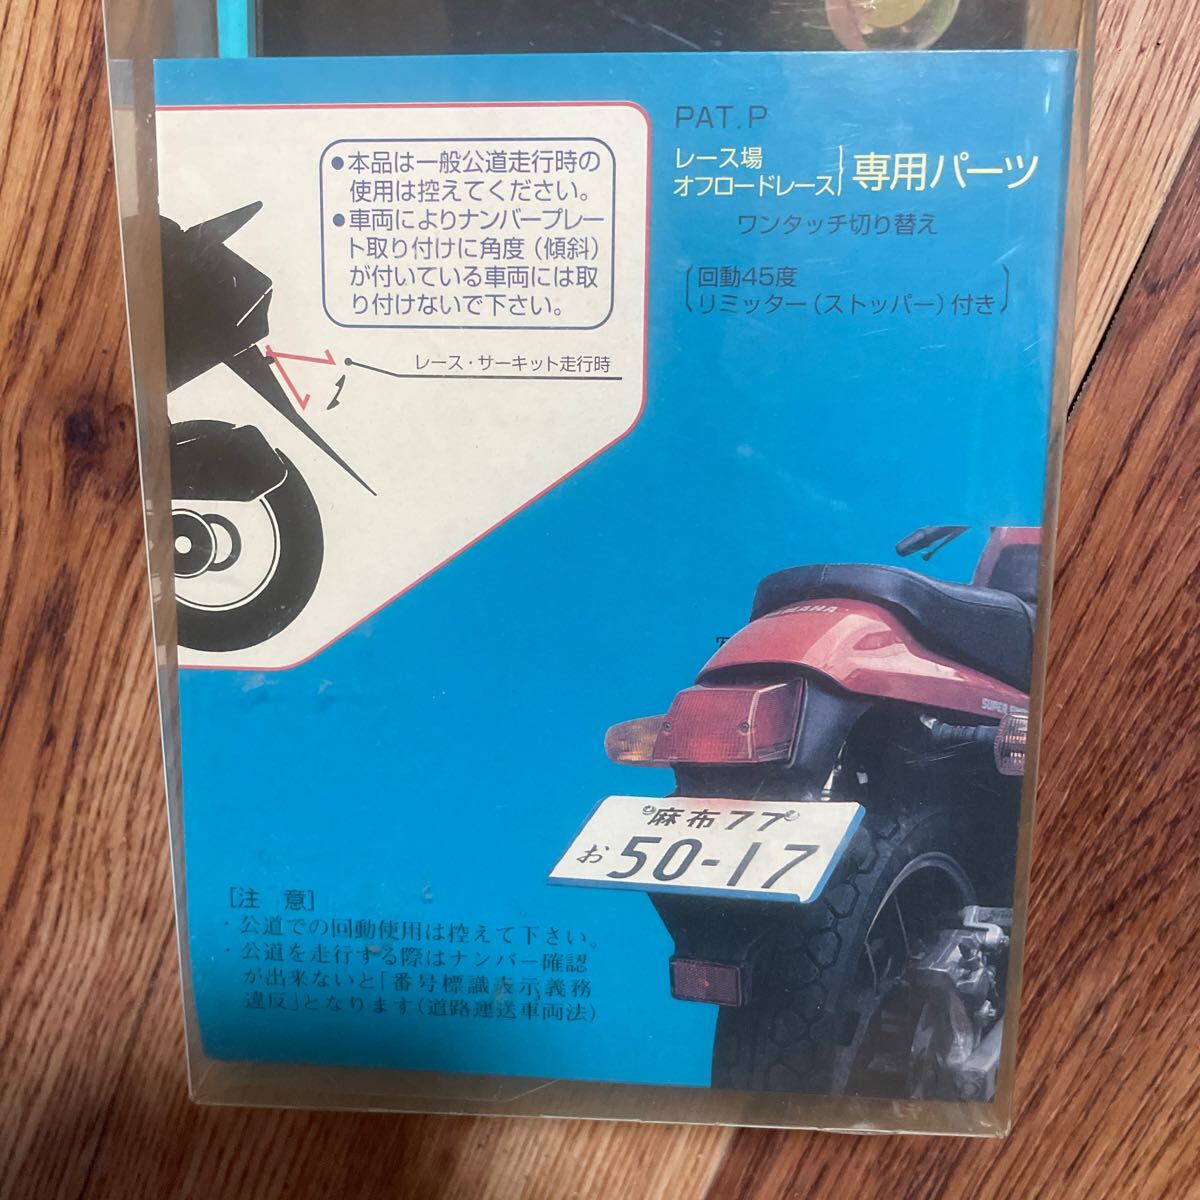 PAT.P
レース場
オフロードレース
専用パーツ
ワンタッチ切り替え
回動45度
リミッター(ストッパー)付き
●本品は一般公道走行時の
使用は控えてください。
●車両によりナンバープレー
ト取り付けに角度(傾斜)
が付いている車両には取
り付けないで下さい。
レース・サーキット走行時
YAMAHA
麻布フフ
お 50-17
[注 意]
・公道での回動使用は控えて下さい。
・公道を走行する際はナンバー確認
が出来ないと「番号標識表示義務
違反」となります(道路運送車両法)